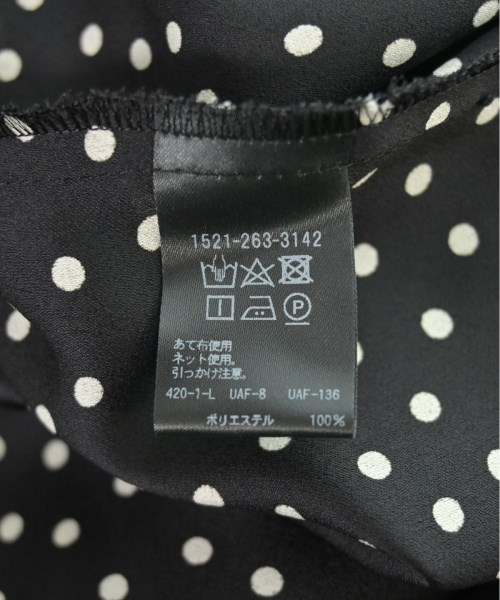 1521-263-3142
P
あて布使用
ネット使用。
引っかけ注意。
420-1-L UAF-8 UAF-136
ポリエステル 100%